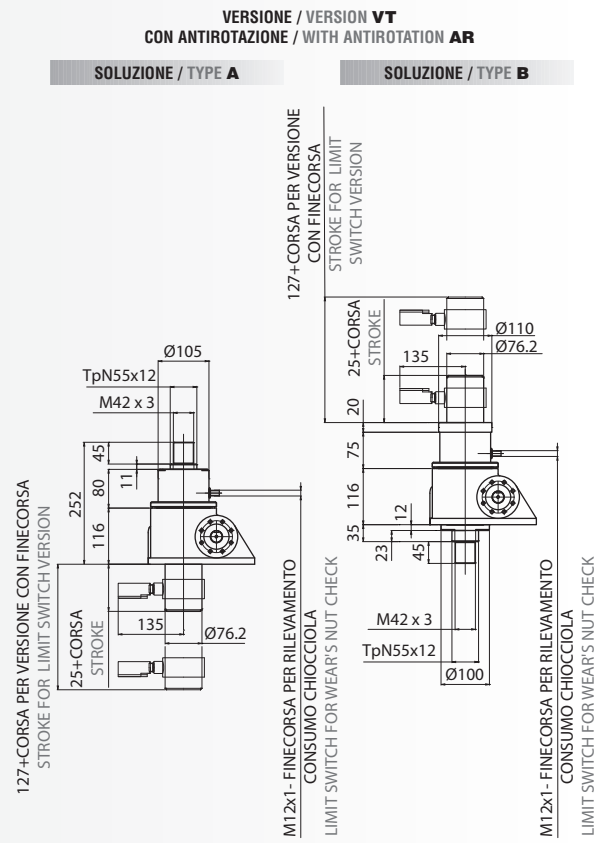 VERSIONE / VERSION VT
CON ANTIROTAZIONE / WITH ANTIROTATION AR
SOLUZIONE / TYPE A
SOLUZIONE / TYPE B
127+CORSA PER VERSIONE CON FINECORSA
STROKE FOR LIMIT SWITCH VERSION
25+CORSA
STROKE
252
45
11
80
116
Ø105
TpN55x12
M42 x 3
135
Ø76.2
M12x1- FINECORSA PER RILEVAMENTO
CONSUMO CHIOCCIOLA
LIMIT SWITCH FOR WEAR'S NUT CHECK
127+CORSA PER VERSIONE
CON FINECORSA
STROKE FOR LIMIT
SWITCH VERSION
25+CORSA
STROKE
135
Ø110
Ø76.2
20
75
116
35
12
23
45
M42 x 3
TpN55x12
Ø100
M12x1- FINECORSA PER RILEVAMENTO
CONSUMO CHIOCCIOLA
LIMIT SWITCH FOR WEAR'S NUT CHECK